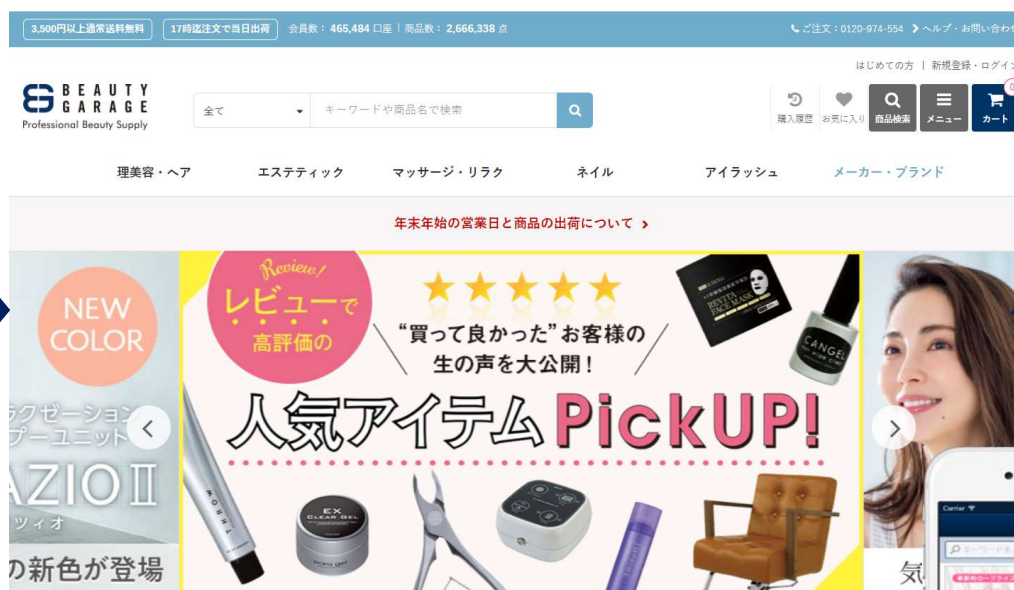 3,500円以上通常送料無料 17時迄注文で当日出荷 会員数： 465,484 口座 | 商品数： 2,666,338 点 ご注文：0120-974-554 ヘルプ・お問い合わせ
はじめての方 | 新規登録・ログイン
BEAUTY
GARAGE
Professional Beauty Supply
全て キーワードや商品名で検索
0
購入履歴 お気に入り 商品検索 メニュー カート
理美容・ヘア エステティック マッサージ・リラク ネイル アイラッシュ メーカー・ブランド
年末年始の営業日と商品の出荷について
NEW
COLOR
ラクゼーション
プーユニット
AZIO II
ツィオ
の新色が登場
Review!
レビューで
高評価の
“買って良かった”お客様の
生の声を大公開！
人気アイテム PickUP!
REVITA
FACE MASK
CANGEL
THROW
EX
CLEAR GEL
para gel
Carrier
気